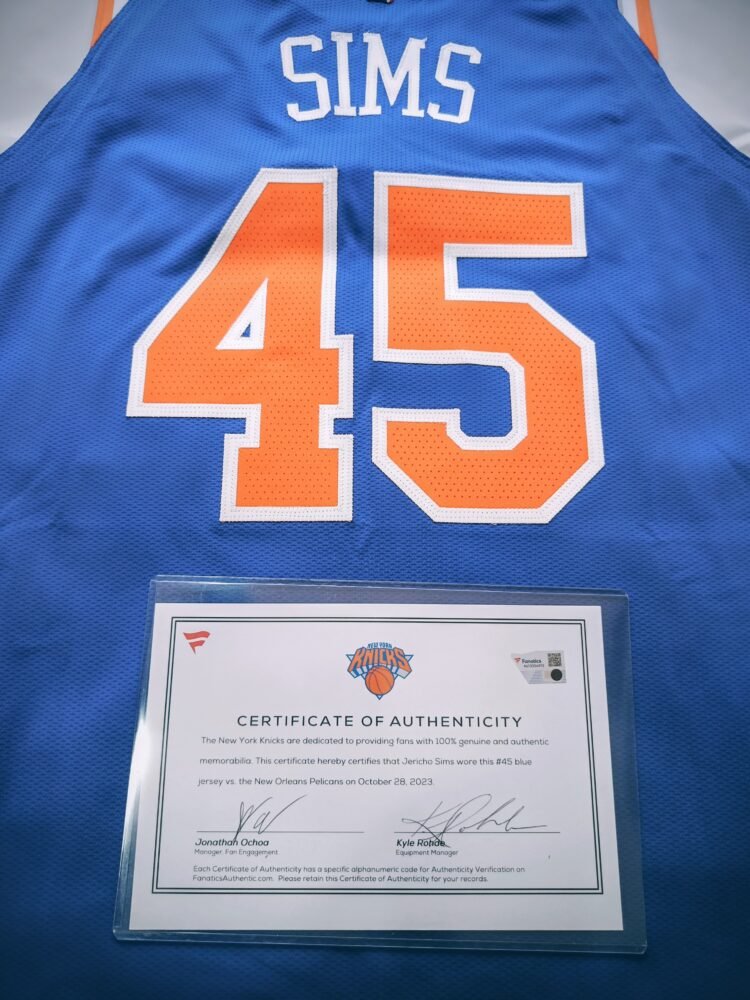 SIMS
45
NEW YORK
KNICKS
Fanatics
CERTIFICATE OF AUTHENTICITY
The New York Knicks are dedicated to providing fans with 100% genuine and authentic
memorabilia. This certificate hereby certifies that Jericho Sims wore this #45 blue
jersey vs. the New Orleans Pelicans on October 28, 2023.
Jonathan Ochoa
Manager, Fan Engagement
Kyle Rohde
Equipment Manager
Each Certificate of Authenticity has a specific alphanumeric code for Authenticity Verification on
FanaticsAuthentic.com. Please retain this Certificate of Authenticity for your records.